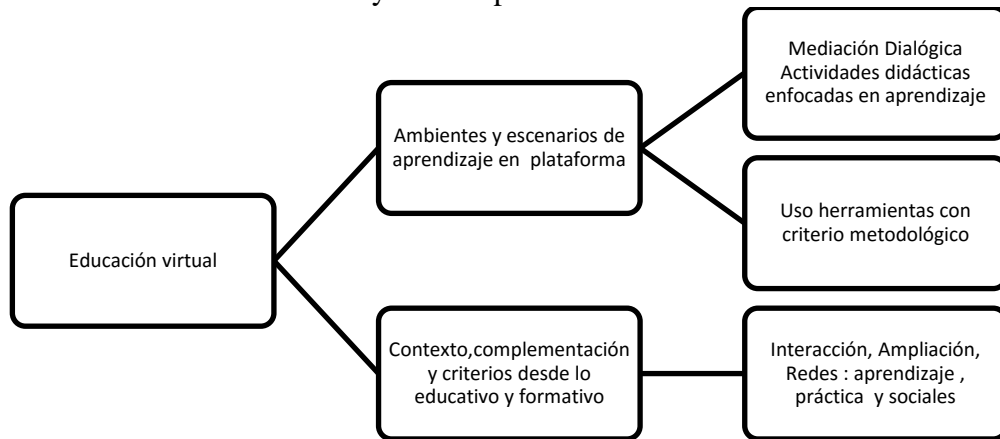 Mediación Dialógica
Actividades didácticas
enfocadas en aprendizaje
Ambientes y escenarios de
aprendizaje en plataforma
Uso herramientas con
criterio metodológico
Educación virtual
Contexto,complementación
y criterios desde lo
educativo y formativo
Interacción, Ampliación,
Redes : aprendizaje ,
práctica y sociales